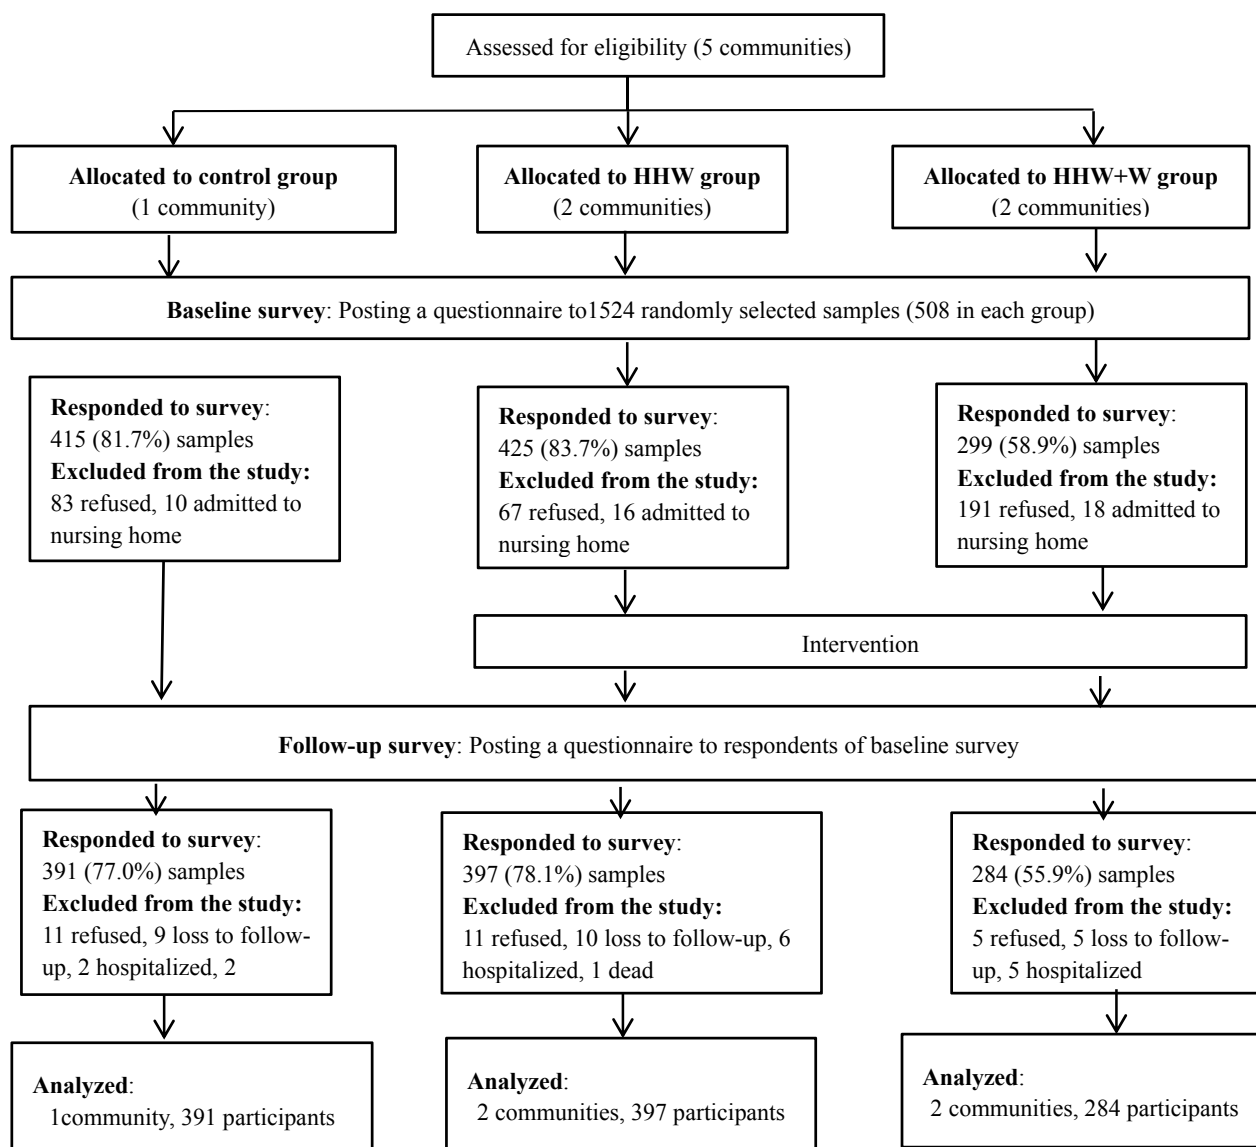 Assessed for eligibility (5 communities)
Allocated to control group
(1 community)
Allocated to HHW group
(2 communities)
Allocated to HHW+W group
(2 communities)
Baseline survey: Posting a questionnaire to1524 randomly selected samples (508 in each group)
Responded to survey:
415 (81.7%) samples
Excluded from the study:
83 refused, 10 admitted to
nursing home
Responded to survey:
425 (83.7%) samples
Excluded from the study:
67 refused, 16 admitted to
nursing home
Responded to survey:
299 (58.9%) samples
Excluded from the study:
191 refused, 18 admitted to
nursing home
Intervention
Follow-up survey: Posting a questionnaire to respondents of baseline survey
Responded to survey:
391 (77.0%) samples
Excluded from the study:
11 refused, 9 loss to follow-
up, 2 hospitalized, 2
Responded to survey:
397 (78.1%) samples
Excluded from the study:
11 refused, 10 loss to follow-up, 6
hospitalized, 1 dead
Responded to survey:
284 (55.9%) samples
Excluded from the study:
5 refused, 5 loss to follow-
up, 5 hospitalized
Analyzed:
1community, 391 participants
Analyzed:
2 communities, 397 participants
Analyzed:
2 communities, 284 participants